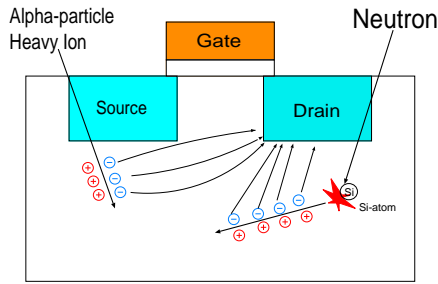 Alpha-particle
Heavy Ion
Neutron
Gate
Source
Drain
Si
Si-atom